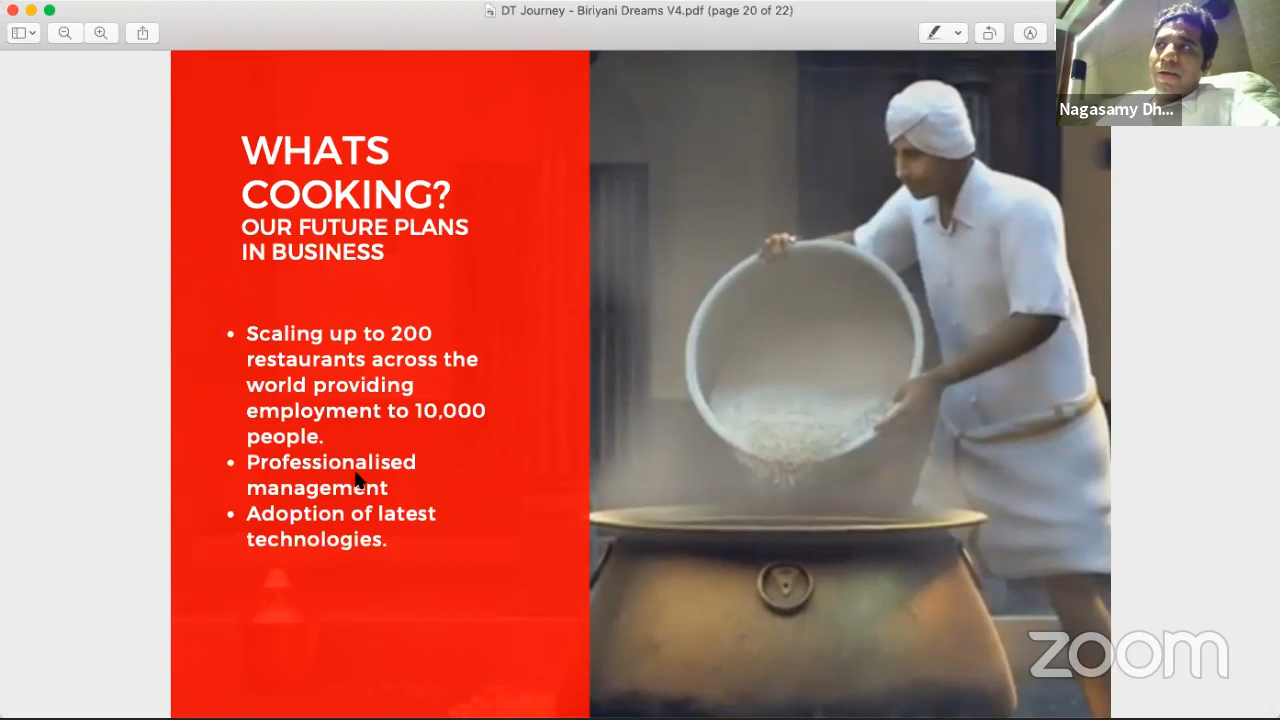 DT Journey - Biriyani Dreams V4.pdf (page 20 of 22)
Nagasamy Dh...
WHATS
COOKING?
OUR FUTURE PLANS
IN BUSINESS
• Scaling up to 200
restaurants across the
world providing
employment to 10,000
people.
• Professionalised
management
• Adoption of latest
technologies.
zoom